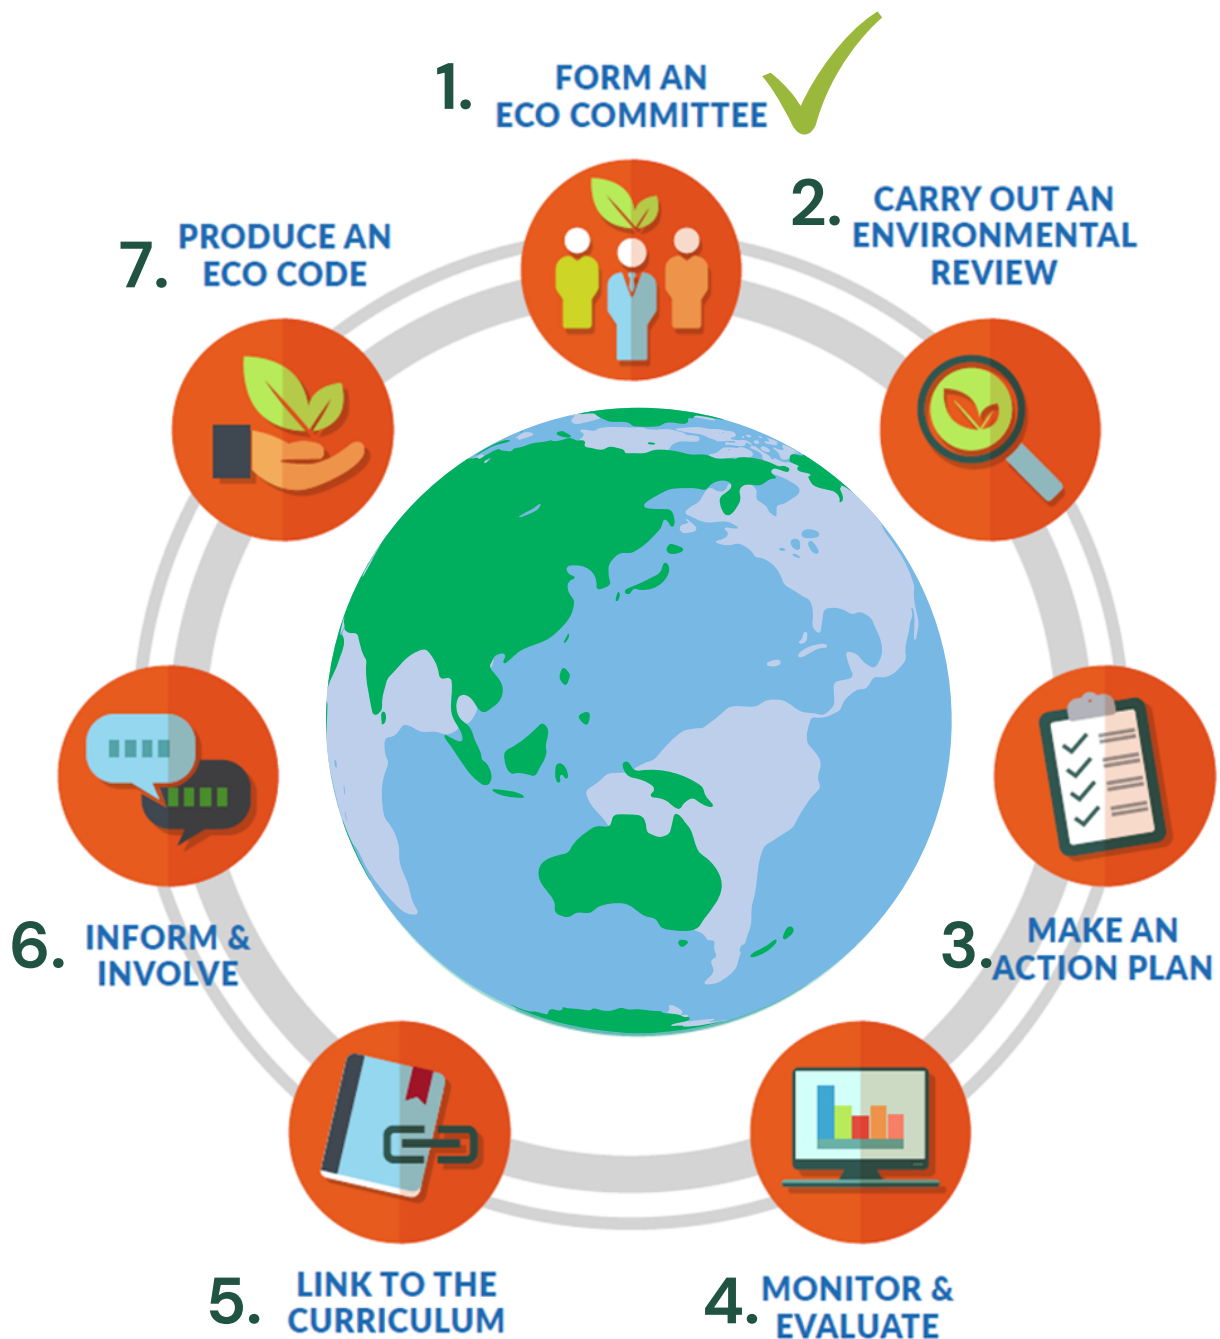 1.
FORM AN
ECO COMMITTEE
2.
CARRY OUT AN
ENVIRONMENTAL
REVIEW
3.
MAKE AN
ACTION PLAN
4.
MONITOR &
EVALUATE
5.
LINK TO THE
CURRICULUM
6.
INFORM &
INVOLVE
7.
PRODUCE AN
ECO CODE